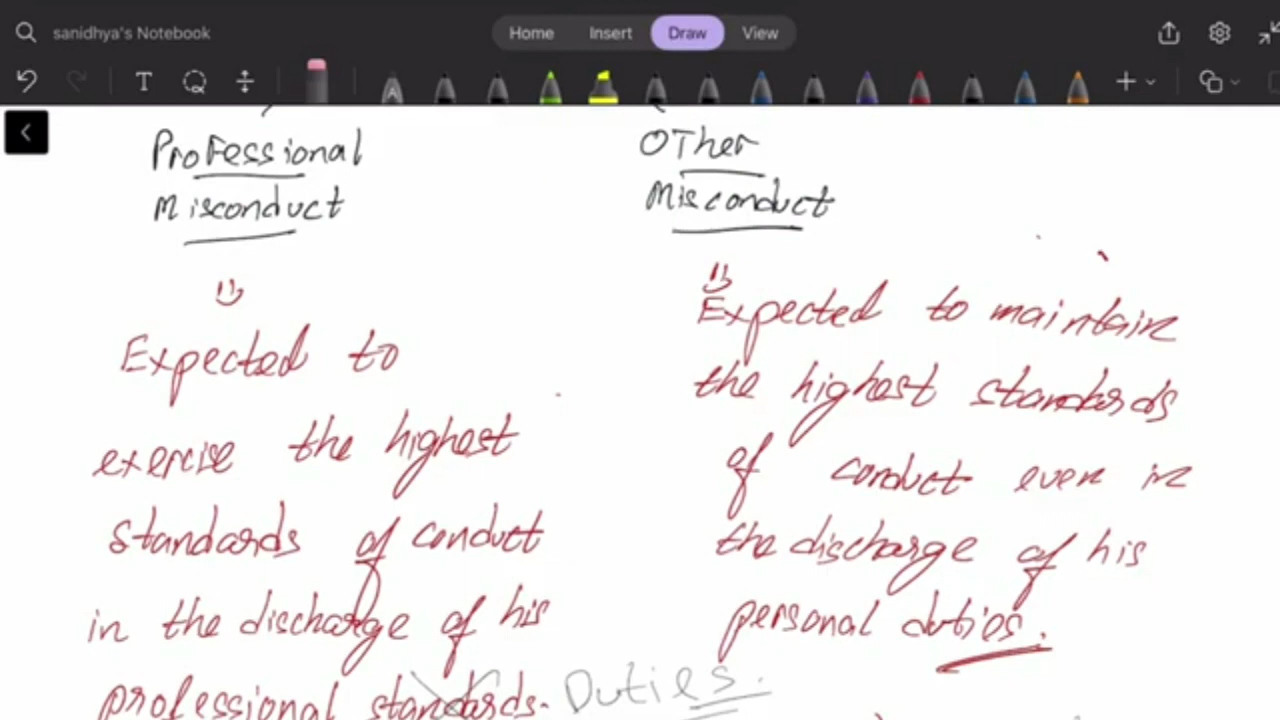 sanidhya's Notebook
Home Insert Draw View
T
A
Professional
Misconduct
Expected to
exercise the highest
standards of conduct
in the discharge of his
professional standards. Duties.
Other
Misconduct
Expected to maintain
the highest standards
of conduct even in
the discharge of his
personal duties.